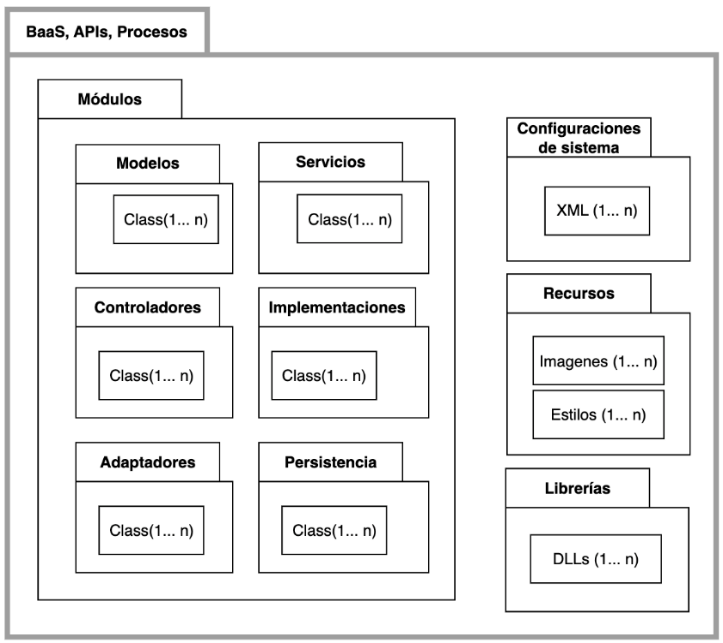 BaaS, APIs, Procesos
Módulos
Modelos
Class(1... n)
Servicios
Class(1... n)
Controladores
Class(1... n)
Implementaciones
Class(1... n)
Adaptadores
Class(1... n)
Persistencia
Class(1... n)
Configuraciones
de sistema
XML (1... n)
Recursos
Imagenes (1... n)
Estilos (1... n)
Librerías
DLLs (1... n)